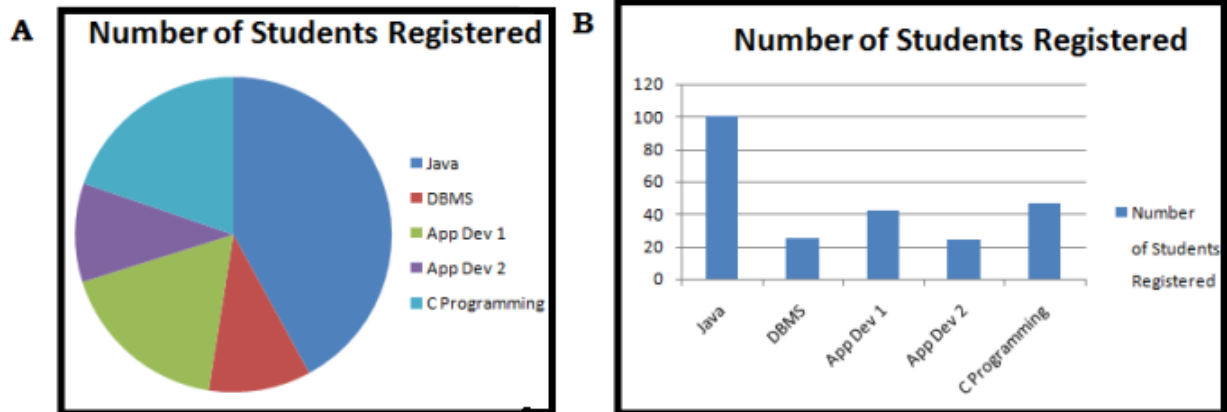 A
Number of Students Registered
Java
DBMS
App Dev 1
App Dev 2
C Programming
B
Number of Students Registered
120
100
80
60
40
20
0
Java
DBMS
App Dev 1
App Dev 2
C Programming
Number
of Students
Registered